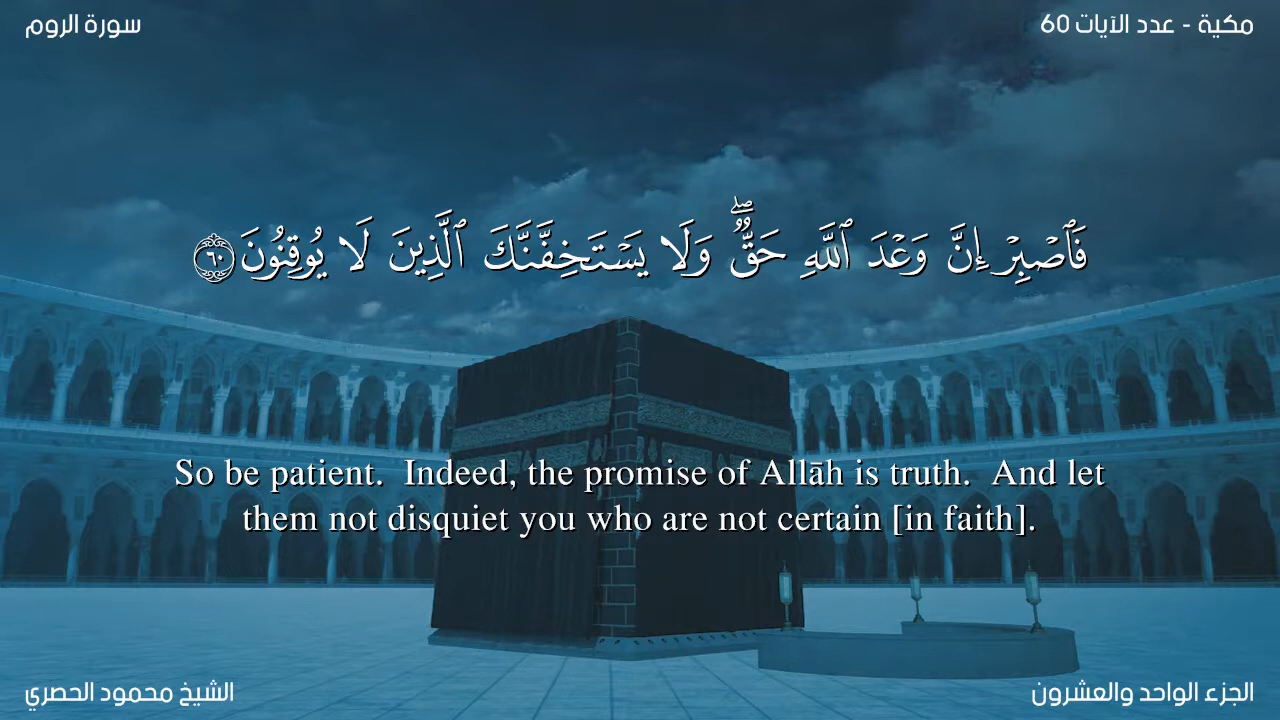 مكية - عدد الآيات 60
سورة الروم
فَٱصۡبِرۡ إِنَّ وَعۡدَ ٱللَّهِ حَقّٞۖ وَلَا يَسۡتَخِفَّنَّكَ ٱلَّذِينَ لَا يُوقِنُونَ ٦٠
So be patient.  Indeed, the promise of Allāh is truth.  And let
them not disquiet you who are not certain [in faith].
الجزء الواحد والعشرون
الشيخ محمود الحصري